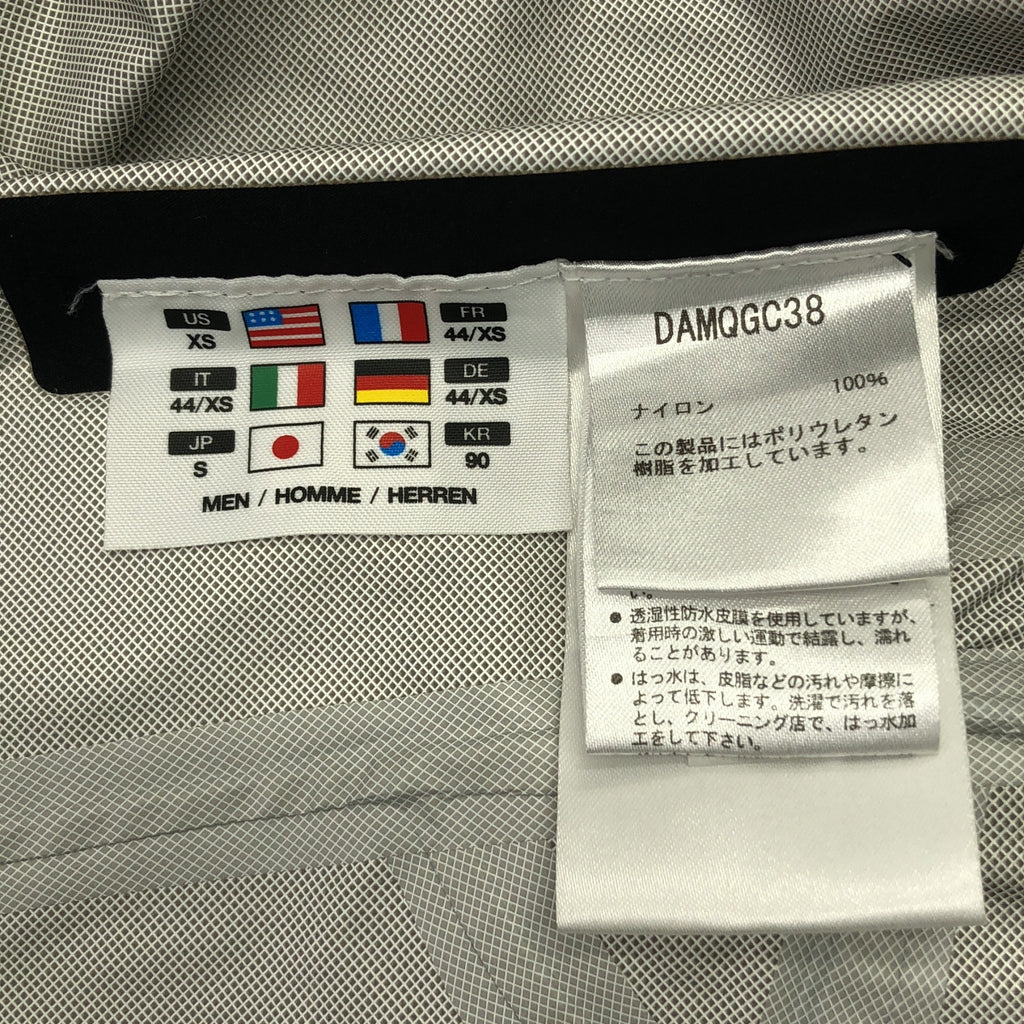 US FR
XS 44/XS
IT DE
44/XS 44/XS
JP KR
S 90
MEN / HOMME / HERREN
DAMQGC38
ナイロン 100%
この製品にはポリウレタン
樹脂を加工しています。
い。
● 透湿性防水皮膜を使用していますが、
着用時の激しい運動で結露し、濡れ
ることがあります。
● はっ水は、皮脂などの汚れや摩擦に
よって低下します。洗濯で汚れを落
とし、クリーニング店で、はっ水加
工をして下さい。